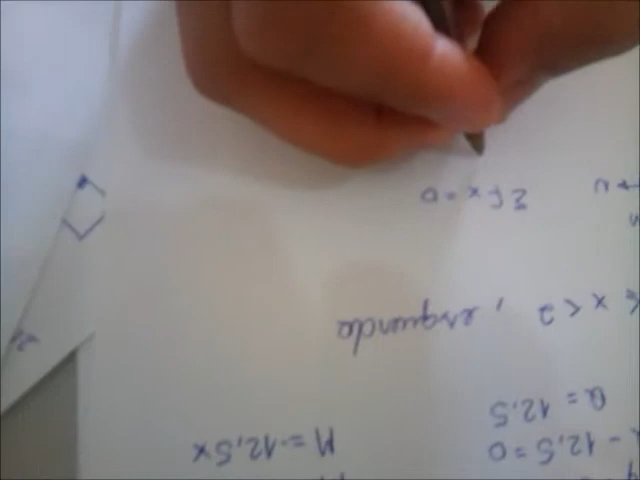 - 12,5 = 0
M = -12,5x
Q = 12,5
≤ x < 2 , esquerda
Σfx = 0